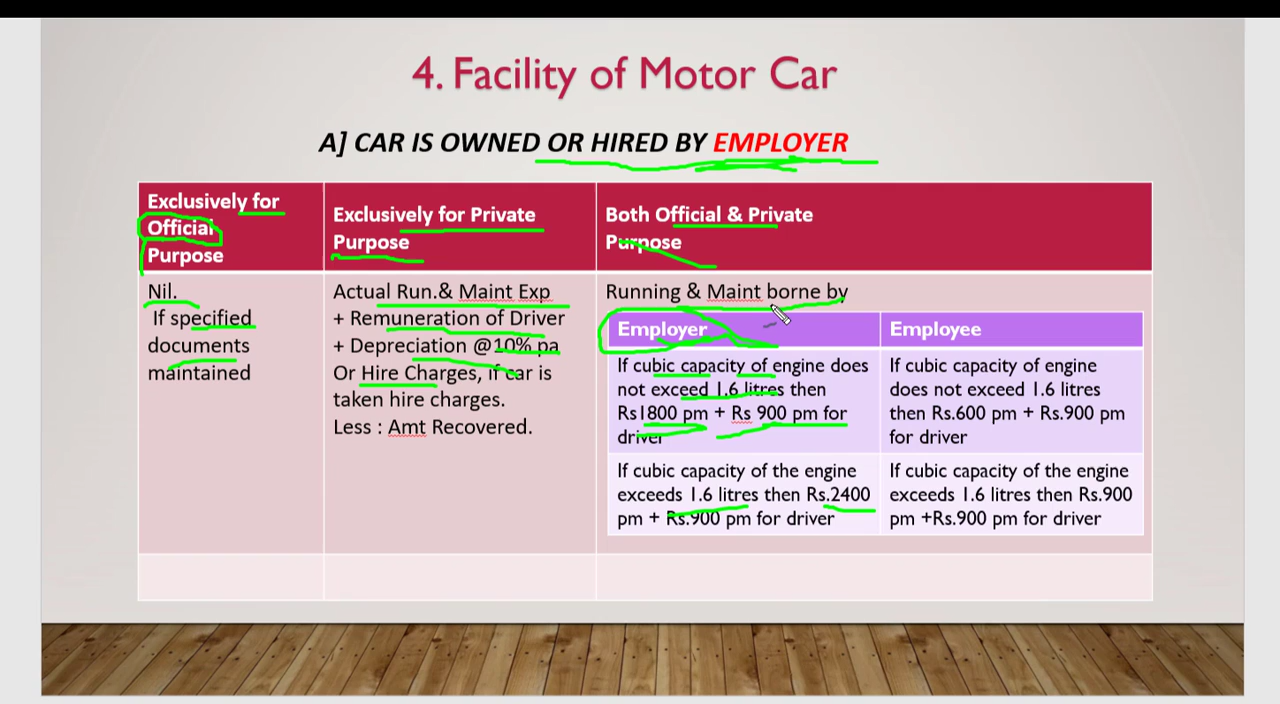 4. Facility of Motor Car
A] CAR IS OWNED OR HIRED BY EMPLOYER
Exclusively for
Official
Purpose
Exclusively for Private
Purpose
Both Official & Private
Purpose
Nil.
If specified
documents
maintained
Actual Run.& Maint Exp
+ Remuneration of Driver
+ Depreciation @10% pa
Or Hire Charges, if car is
taken hire charges.
Less : Amt Recovered.
Running & Maint borne by
Employer
Employee
If cubic capacity of engine does
not exceed 1.6 litres then
Rs1800 pm + Rs 900 pm for
driver
If cubic capacity of engine
does not exceed 1.6 litres
then Rs.600 pm + Rs.900 pm
for driver
If cubic capacity of the engine
exceeds 1.6 litres then Rs.2400
pm + Rs.900 pm for driver
If cubic capacity of the engine
exceeds 1.6 litres then Rs.900
pm +Rs.900 pm for driver